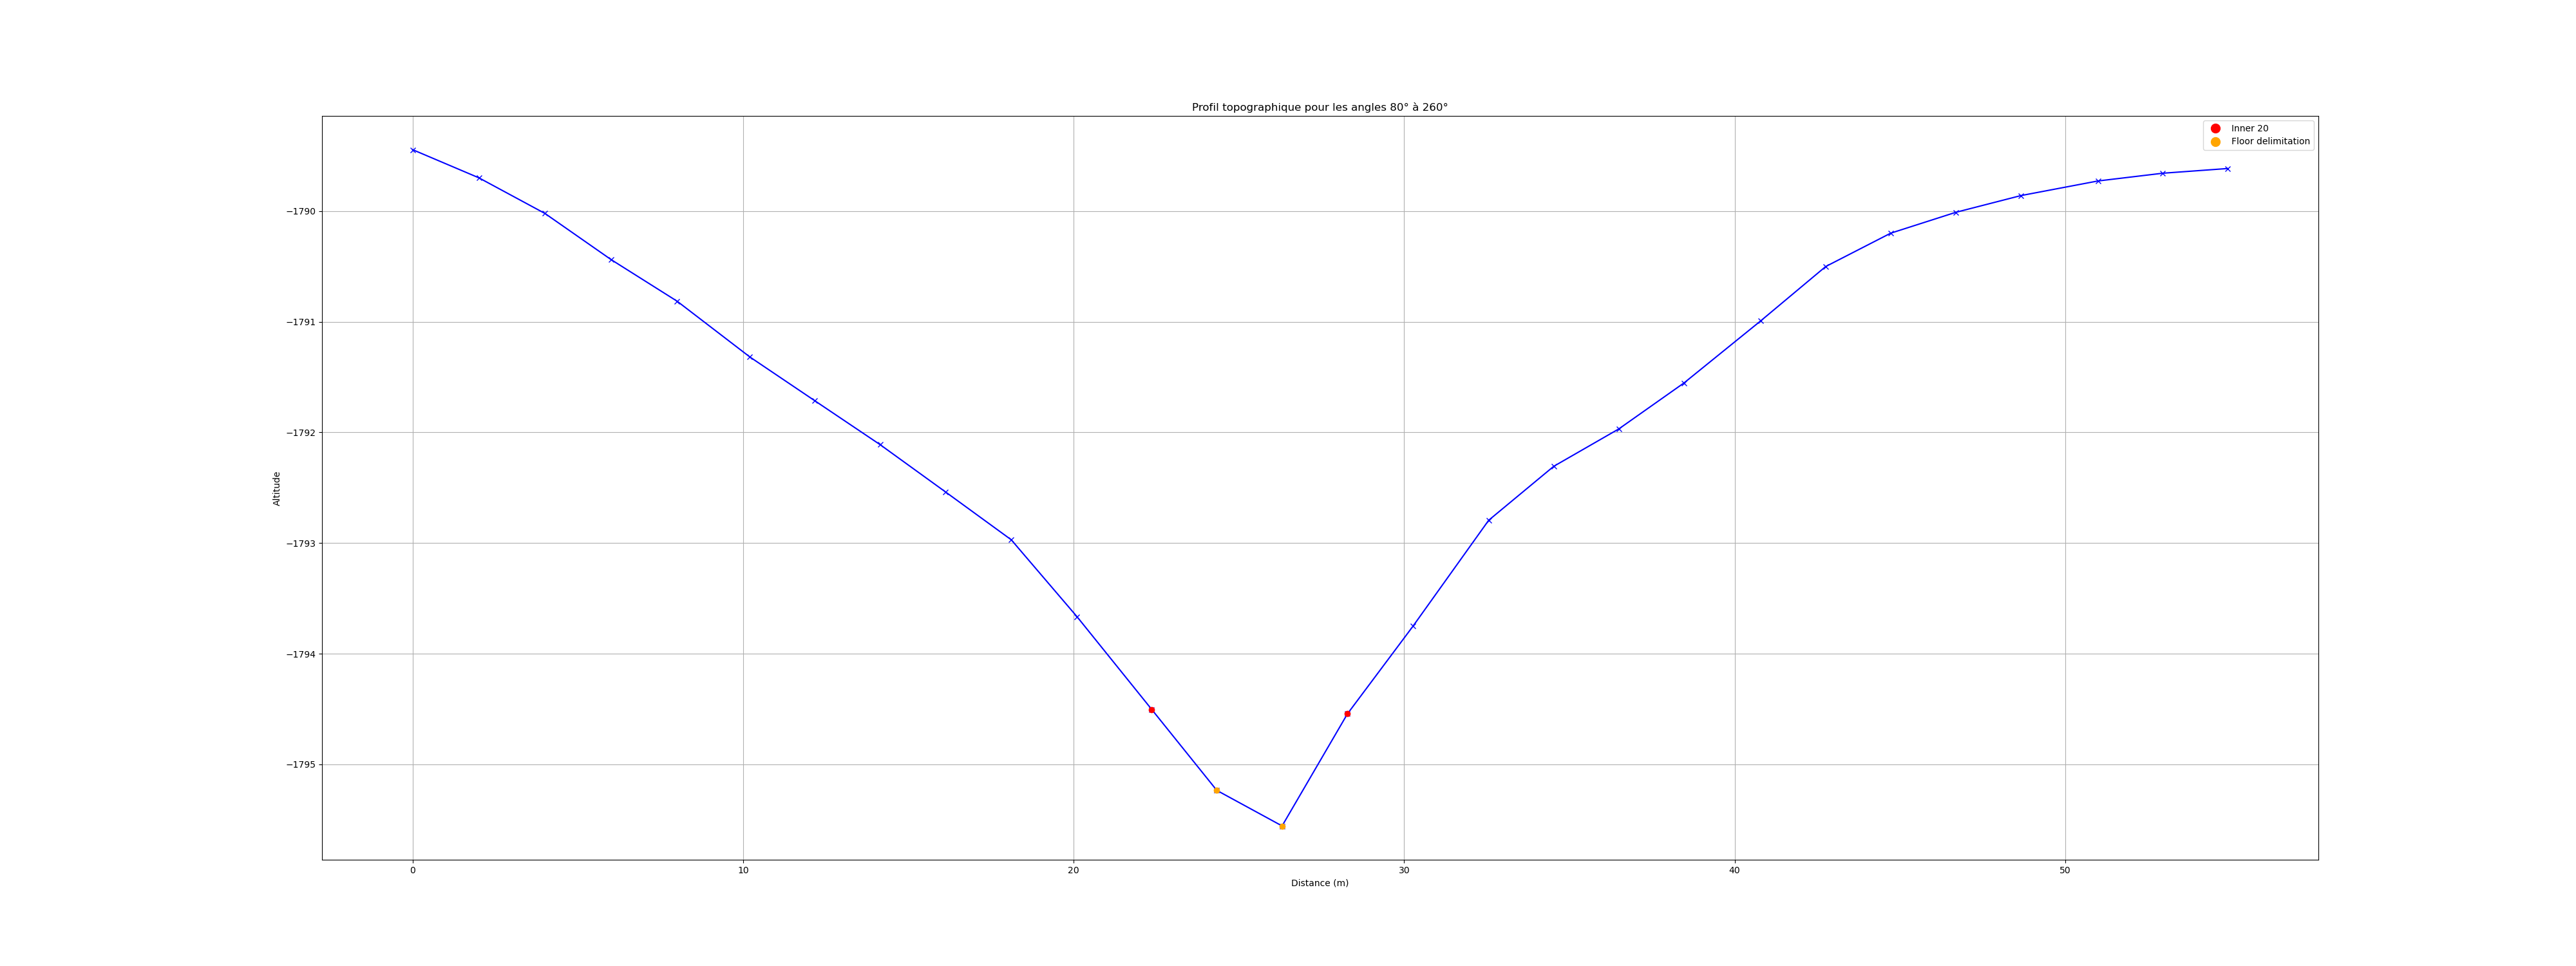 Profil topographique pour les angles 80° à 260°
Inner 20
Floor delimitation
−1790
−1791
−1792
−1793
−1794
−1795
Altitude
0 10 20 30 40 50
Distance (m)